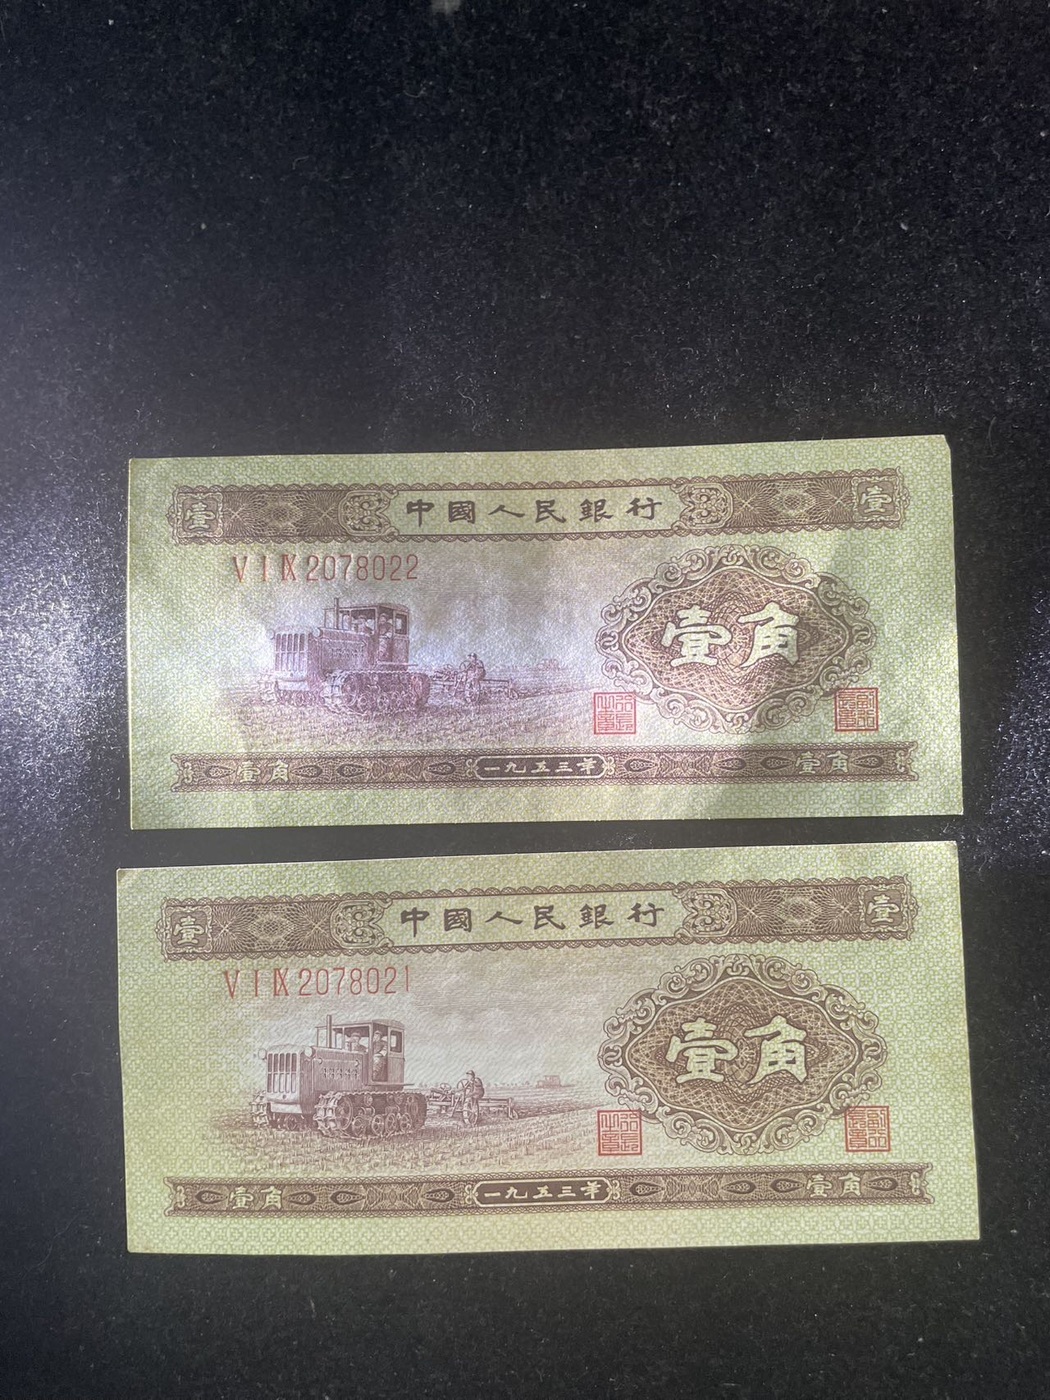 壹 中國人民銀行 壹
V I IX 2078022
壹角
壹角 一九五三年 壹角
壹 中國人民銀行 壹
V I IX 2078021
壹角
壹角 一九五三年 壹角